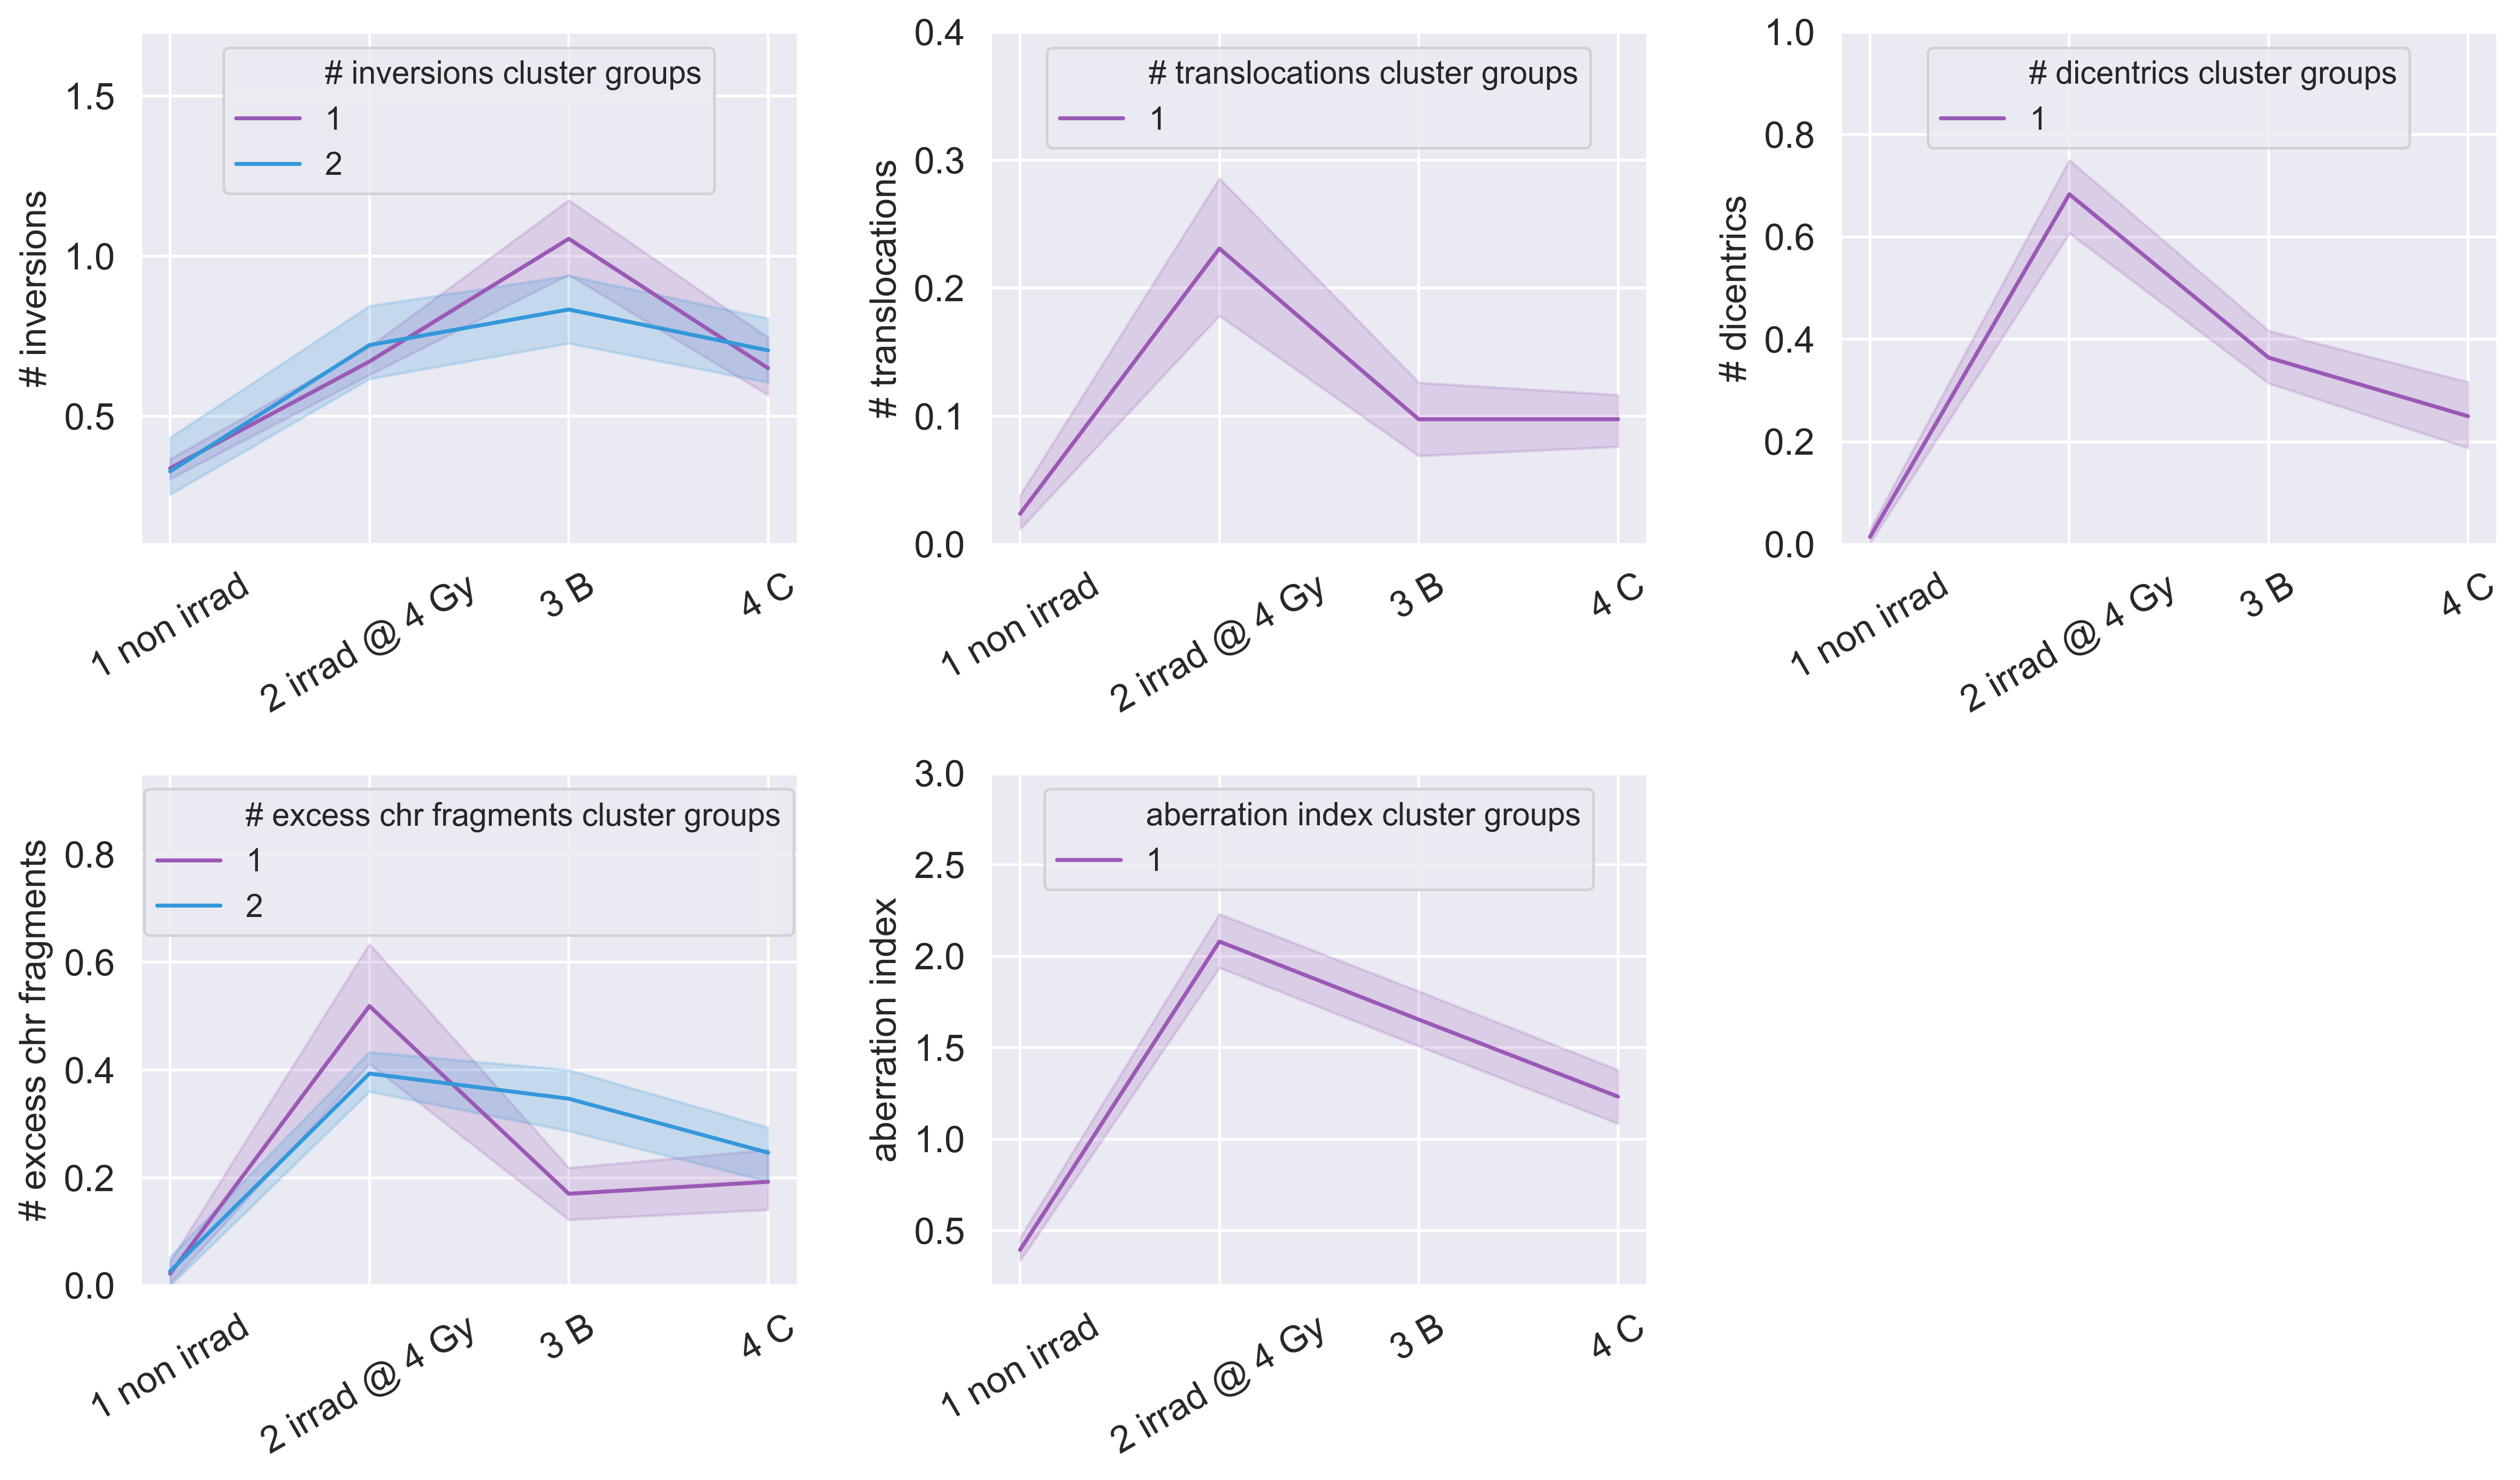 # inversions cluster groups
1
2
1.5
1.0
0.5
# inversions
1 non irrad
2 irrad @ 4 Gy
3 B
4 C
# translocations cluster groups
1
0.4
0.3
0.2
0.1
0.0
# translocations
1 non irrad
2 irrad @ 4 Gy
3 B
4 C
# dicentrics cluster groups
1
1.0
0.8
0.6
0.4
0.2
0.0
# dicentrics
1 non irrad
2 irrad @ 4 Gy
3 B
4 C
# excess chr fragments cluster groups
1
2
0.8
0.6
0.4
0.2
0.0
# excess chr fragments
1 non irrad
2 irrad @ 4 Gy
3 B
4 C
aberration index cluster groups
1
3.0
2.5
2.0
1.5
1.0
0.5
aberration index
1 non irrad
2 irrad @ 4 Gy
3 B
4 C